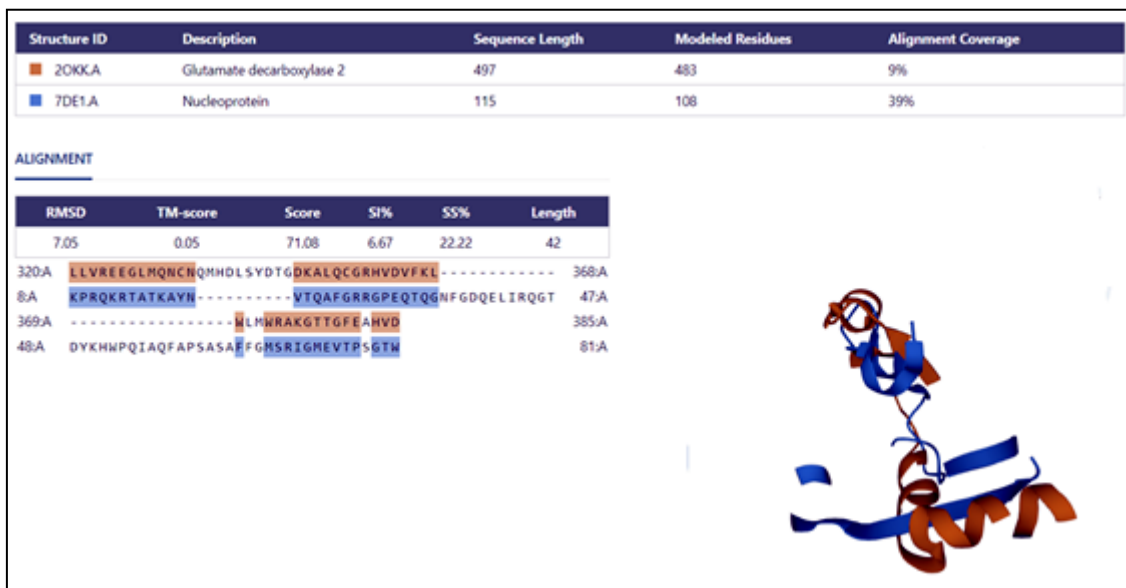 Structure ID Description Sequence Length Modeled Residues Alignment Coverage
2OKK.A Glutamate decarboxylase 2 497 483 9%
7DE1.A Nucleoprotein 115 108 39%
ALIGNMENT
RMSD TM-score Score SI% SS% Length
7.05 0.05 71.08 6.67 22.22 42
320:A LLVREEGLMQNCNQMHDLSYDTGDKALQCGRHVDVFKL------------ 368:A
8:A KPRQKRTATKAYN----------VTQAFGRRGPEQTQGNFGDQELIRQGT 47:A
369:A -----------------WLMWRAKGTTGFEAHVD 385:A
48:A DYKHWPQIAQFAPSASAFFGMSRIGMEVTPSGTW 81:A